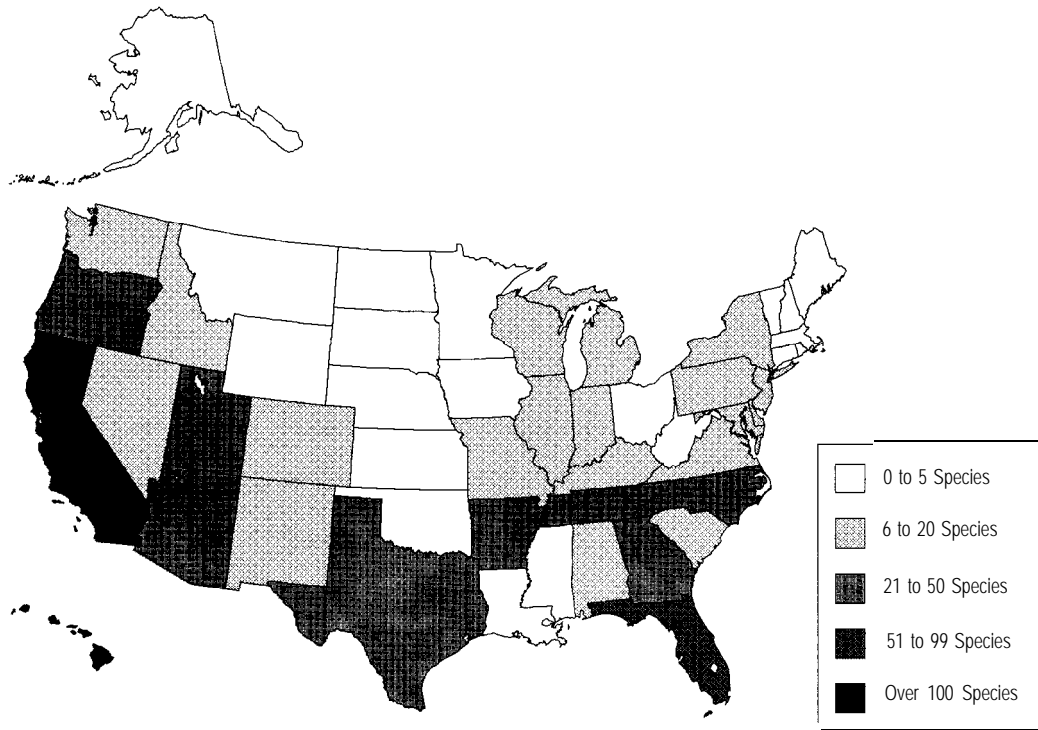 0 to 5 Species
6 to 20 Species
21 to 50 Species
51 to 99 Species
Over 100 Species